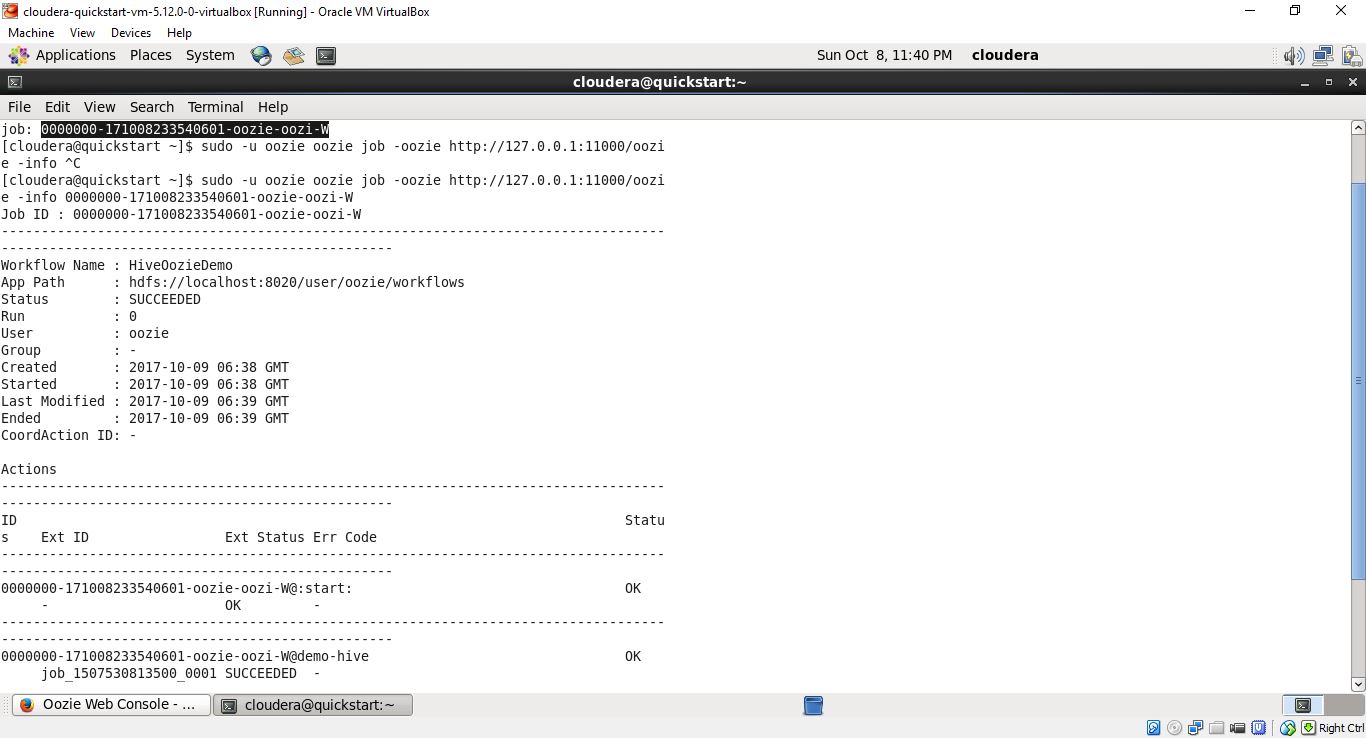 cloudera-quickstart-vm-5.12.0-0-virtualbox [Running] - Oracle VM VirtualBox
Machine View Devices Help
Applications Places System Sun Oct 8, 11:40 PM cloudera
cloudera@quickstart:~
File Edit View Search Terminal Help
job: 0000000-171008233540601-oozie-oozi-W
[cloudera@quickstart ~]$ sudo -u oozie oozie job -oozie http://127.0.0.1:11000/oozi
e -info ^C
[cloudera@quickstart ~]$ sudo -u oozie oozie job -oozie http://127.0.0.1:11000/oozi
e -info 0000000-171008233540601-oozie-oozi-W
Job ID : 0000000-171008233540601-oozie-oozi-W
-----------------------------------------------------------------------------------
-------------------------------------------------
Workflow Name : HiveOozieDemo
App Path      : hdfs://localhost:8020/user/oozie/workflows
Status        : SUCCEEDED
Run           : 0
User          : oozie
Group         : -
Created       : 2017-10-09 06:38 GMT
Started       : 2017-10-09 06:38 GMT
Last Modified : 2017-10-09 06:39 GMT
Ended         : 2017-10-09 06:39 GMT
CoordAction ID: -
Actions
-----------------------------------------------------------------------------------
-------------------------------------------------
ID                                                                            Statu
s    Ext ID                 Ext Status Err Code
-----------------------------------------------------------------------------------
-------------------------------------------------
0000000-171008233540601-oozie-oozi-W@:start:                                  OK
     -                      OK         -
-----------------------------------------------------------------------------------
-------------------------------------------------
0000000-171008233540601-oozie-oozi-W@demo-hive                                OK
     job_1507530813500_0001 SUCCEEDED  -
Oozie Web Console - ... cloudera@quickstart:~
Right Ctrl